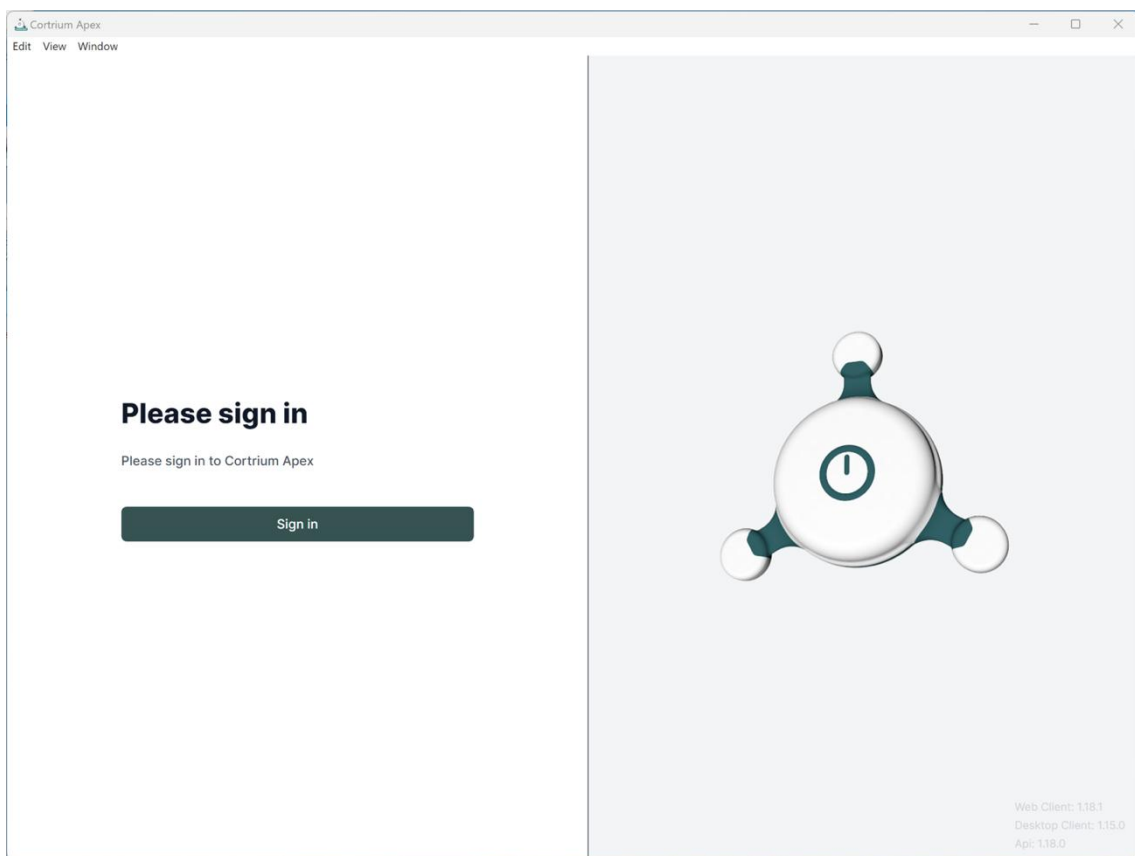 Cortrium Apex
Edit View Window
Please sign in
Please sign in to Cortrium Apex
Sign in
Web Client: 1.18.1
Desktop Client: 1.15.0
Api: 1.18.0